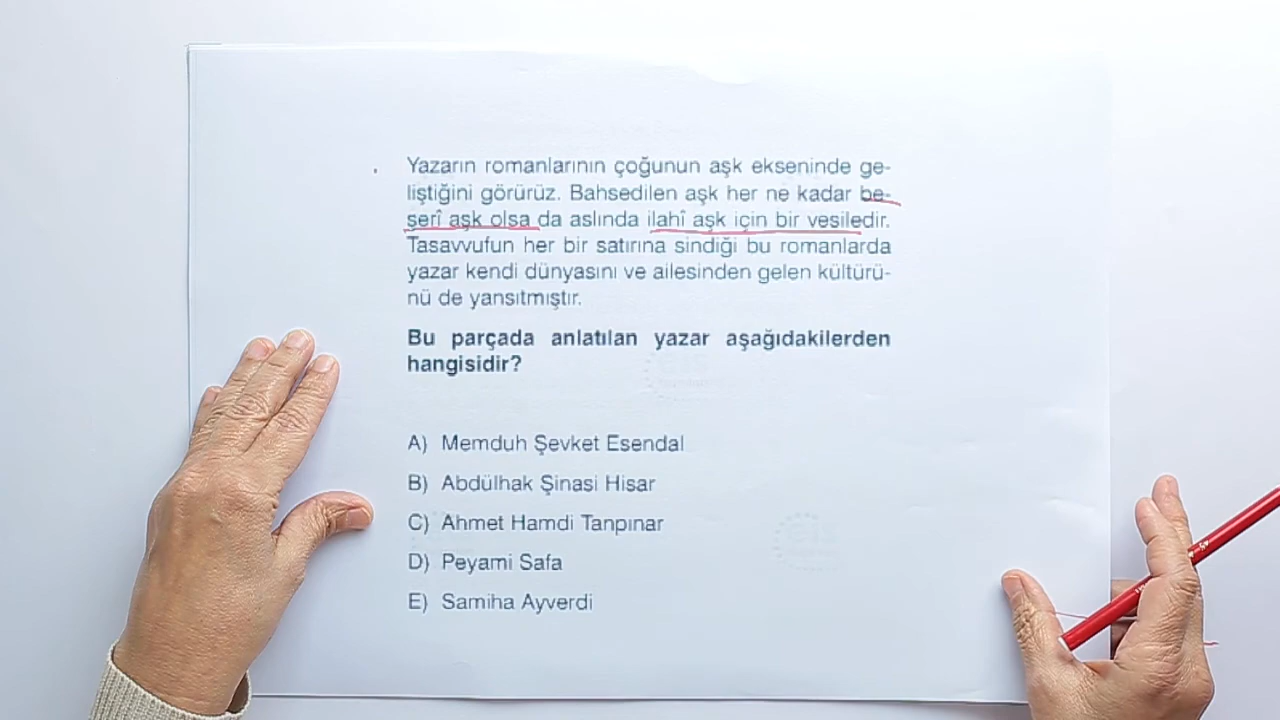 Yazarın romanlarının çoğunun aşk ekseninde ge-
liştiğini görürüz. Bahsedilen aşk her ne kadar be-
şerî aşk olsa da aslında ilahî aşk için bir vesiledir.
Tasavvufun her bir satırına sindiği bu romanlarda
yazar kendi dünyasını ve ailesinden gelen kültürü-
nü de yansıtmıştır.
Bu parçada anlatılan yazar aşağıdakilerden
hangisidir?
A) Memduh Şevket Esendal
B) Abdülhak Şinasi Hisar
C) Ahmet Hamdi Tanpınar
D) Peyami Safa
E) Samiha Ayverdi